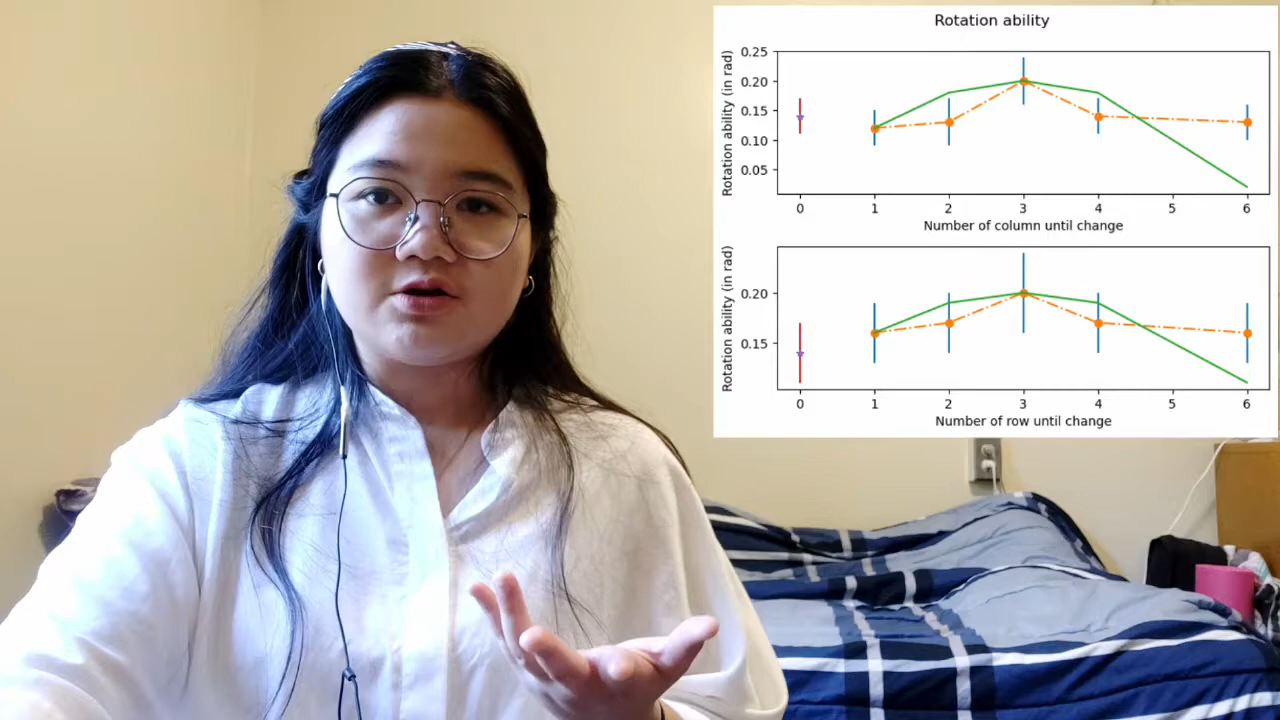 Rotation ability
Rotation ability (in rad)
0.25
0.20
0.15
0.10
0.05
0 1 2 3 4 5 6
Number of column until change
Rotation ability (in rad)
0.20
0.15
0 1 2 3 4 5 6
Number of row until change